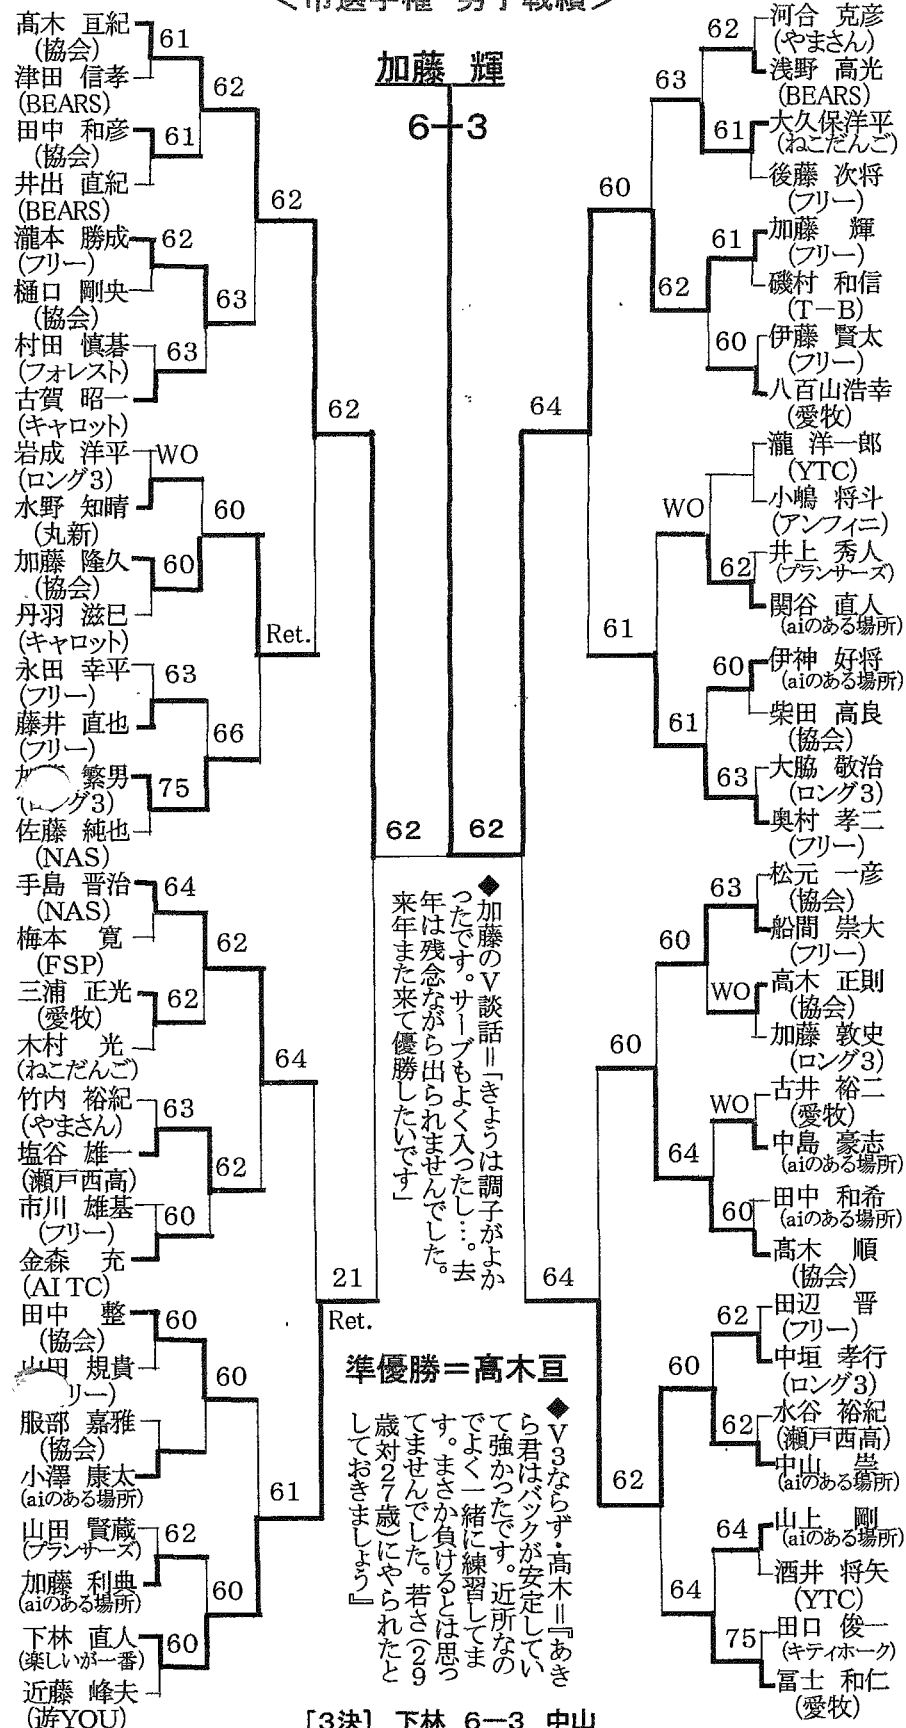 <市選手権 男子戦績>
加藤 輝
6―3
髙木 亘紀
(協会)
61
津田 信孝
(BEARS)
62
田中 和彦
(協会)
61
井出 直紀
(BEARS)
62
瀧本 勝成
(フリー)
62
樋口 剛央
(協会)
63
村田 慎碁
(フォレスト)
63
古賀 昭一
(キャロット)
62
岩成 洋平
(ロング3)
WO
水野 知晴
(丸新)
60
加藤 隆久
(協会)
60
丹羽 滋巳
(キャロット)
Ret.
永田 幸平
(フリー)
63
藤井 直也
(フリー)
66
繁男
グ3)
75
佐藤 純也
(NAS)
62
手島 晋治
(NAS)
64
梅本 寛
(FSP)
62
三浦 正光
(愛牧)
62
木村 光
(ねこだんご)
64
竹内 裕紀
(やまさん)
63
塩谷 雄一
(瀬戸西高)
62
市川 雄基
(フリー)
60
金森 充
(AITC)
21
Ret.
田中 整
(協会)
60
山田 規貴
リー)
60
服部 嘉雅
(協会)
小澤 康太
(aiのある場所)
61
山田 賢蔵
(プランサーズ)
62
加藤 利典
(aiのある場所)
60
下林 直人
(楽しいが一番)
60
近藤 峰夫
(遊YOU)
河合 克彦
(やまさん)
62
浅野 高光
(BEARS)
63
大久保洋平
(ねこだんご)
61
後藤 次将
(フリー)
60
加藤 輝
(フリー)
61
磯村 和信
(T―B)
62
伊藤 賢太
(フリー)
60
八百山浩幸
(愛牧)
64
瀧 洋一郎
(YTC)
小嶋 将斗
(アンフィニ)
WO
井上 秀人
(プランサーズ)
62
関谷 直人
(aiのある場所)
61
伊神 好将
(aiのある場所)
60
柴田 高良
(協会)
61
大脇 敬治
(ロング3)
63
奥村 孝二
(フリー)
62
松元 一彦
(協会)
63
船間 崇大
(フリー)
60
高木 正則
(協会)
WO
加藤 敦史
(ロング3)
60
古井 裕二
(愛牧)
WO
中島 豪志
(aiのある場所)
64
田中 和希
(aiのある場所)
60
髙木 順
(協会)
64
田辺 晋
(フリー)
62
中垣 孝行
(ロング3)
60
水谷 裕紀
(瀬戸西高)
62
中山 崇
(aiのある場所)
62
山上 剛
(aiのある場所)
64
酒井 将矢
(YTC)
64
田口 俊一
(キティホーク)
75
冨士 和仁
(愛牧)
◆加藤のV談話=「きょうは調子がよか
ったです。サーブもよく入ったし…。去
年は残念ながら出られませんでした。
来年また来て優勝したいです」
準優勝=髙木亘
◆V3ならず・髙木=『あき
ら君はバックが安定してい
て強かったです。近所なの
でよく一緒に練習してま
す。まさか負けるとは思っ
てませんでした。若さ(29
歳対27歳)にやられたと
しておきましょう』
[3決] 下林 6―3 中山